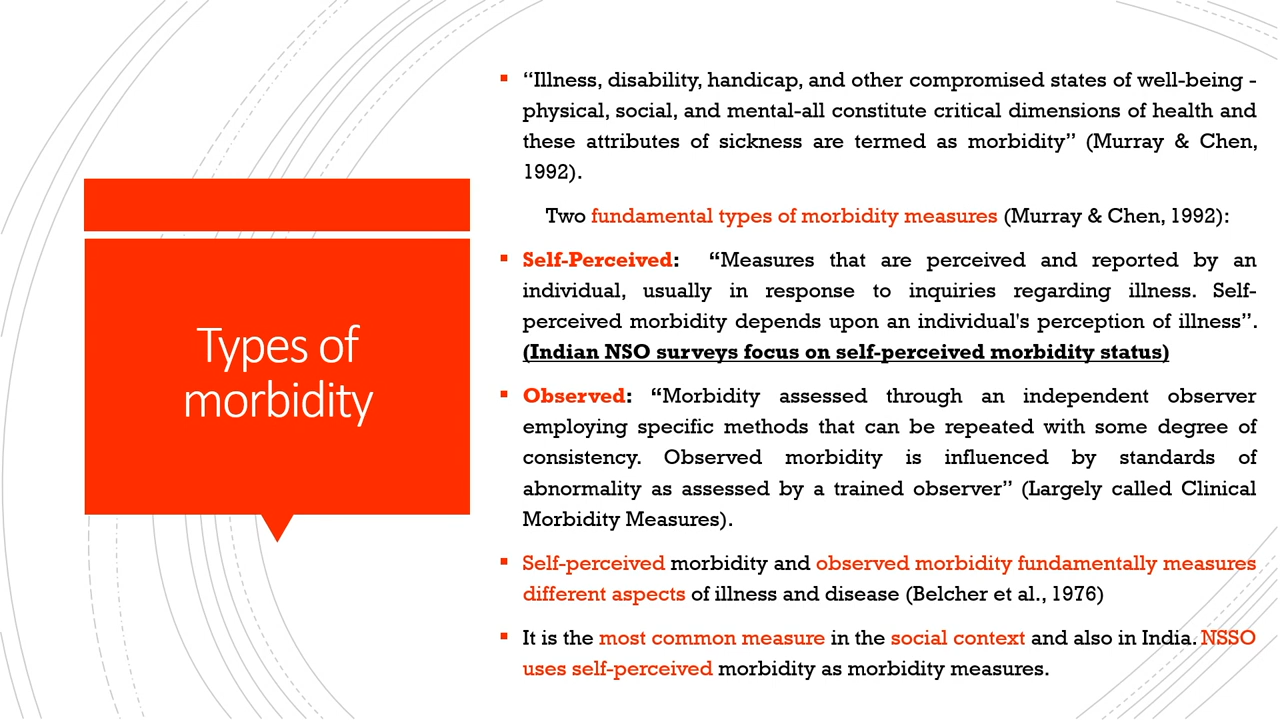 Types of
morbidity
“Illness, disability, handicap, and other compromised states of well-being -
physical, social, and mental-all constitute critical dimensions of health and
these attributes of sickness are termed as morbidity” (Murray & Chen,
1992).
Two fundamental types of morbidity measures (Murray & Chen, 1992):
Self-Perceived: “Measures that are perceived and reported by an
individual, usually in response to inquiries regarding illness. Self-
perceived morbidity depends upon an individual's perception of illness”.
(Indian NSO surveys focus on self-perceived morbidity status)
Observed: “Morbidity assessed through an independent observer
employing specific methods that can be repeated with some degree of
consistency. Observed morbidity is influenced by standards of
abnormality as assessed by a trained observer” (Largely called Clinical
Morbidity Measures).
Self-perceived morbidity and observed morbidity fundamentally measures
different aspects of illness and disease (Belcher et al., 1976)
It is the most common measure in the social context and also in India. NSSO
uses self-perceived morbidity as morbidity measures.